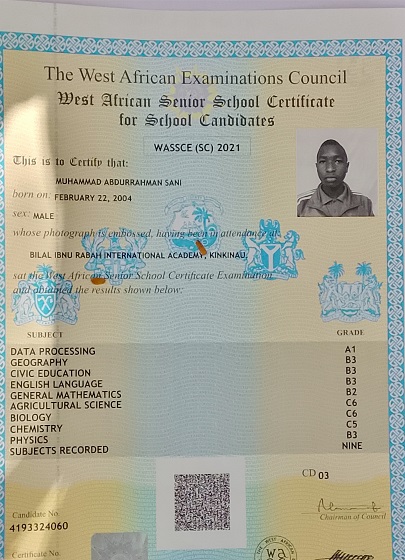 The West African Examinations Council
West African Senior School Certificate
for School Candidates
WASSCE (SC) 2021
This is to Certify that:
MUHAMMAD ABDURRAHMAN SANI
born on: FEBRUARY 22, 2004
sex: MALE
whose photograph is embossed, having been in attendance at
BILAL IBNU RABAH INTERNATIONAL ACADEMY, KINKINAU,
sat the West African Senior School Certificate Examination
and obtained the results shown below:
SUBJECT GRADE
DATA PROCESSING A1
GEOGRAPHY B3
CIVIC EDUCATION B3
ENGLISH LANGUAGE B3
GENERAL MATHEMATICS B2
AGRICULTURAL SCIENCE C6
BIOLOGY C6
CHEMISTRY C5
PHYSICS B3
SUBJECTS RECORDED NINE
CD 03
Chairman of Council
Candidate No.
4193324060
Certificate No.